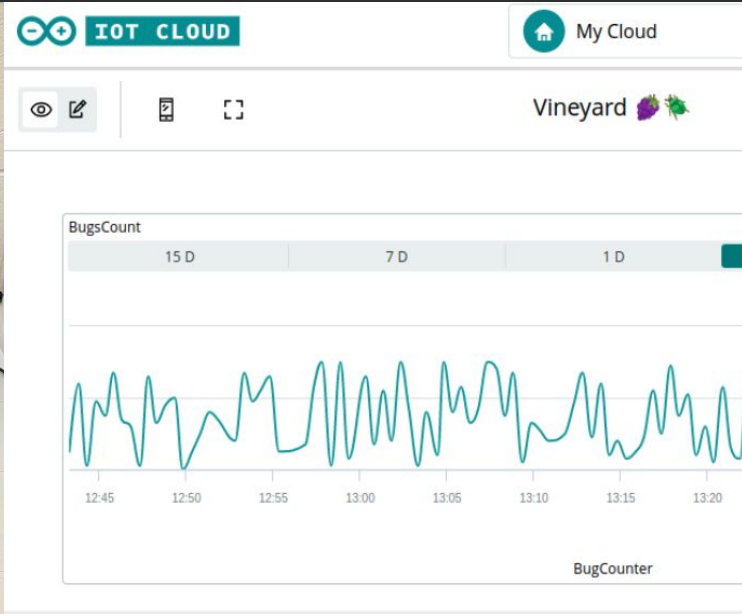 IOT CLOUD
My Cloud
Vineyard 🍇🪲
BugsCount
15 D
7 D
1 D
12:45
12:50
12:55
13:00
13:05
13:10
13:15
13:20
BugCounter